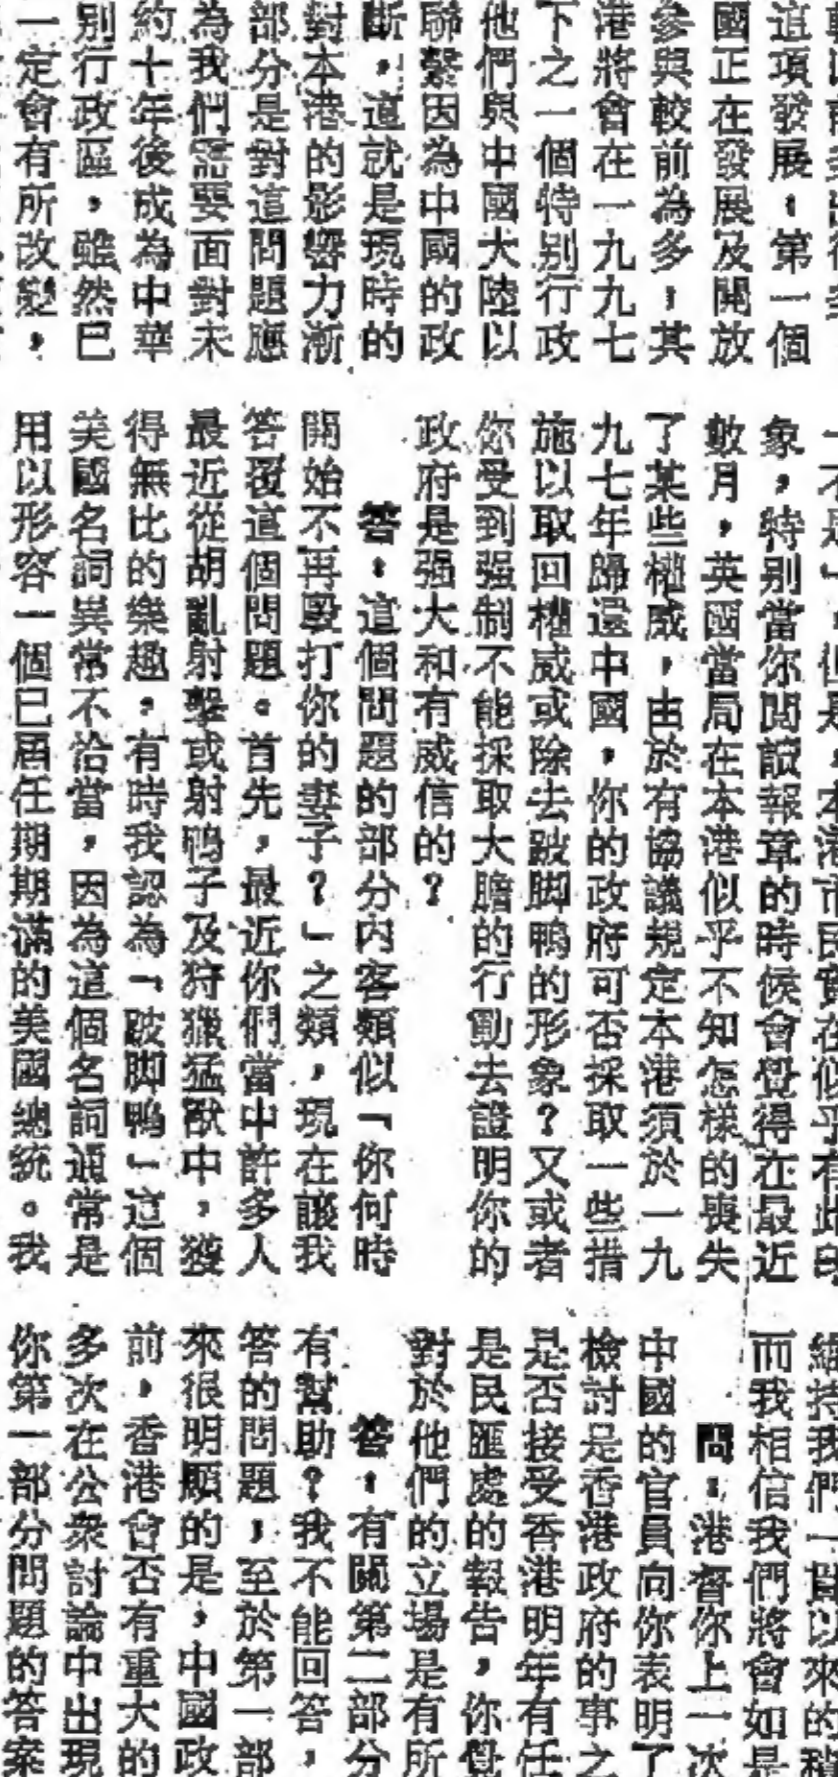 這項發展，第一個
國正在發展及開放
參與較前為多，其
港將會在一九九七
下之一個特别行政
他們與中國大陸以
聯繫因為中國的政
斷，這就是現時的
對本港的影響力漸
部分是對這問題應
為我們需要面對未
約十年後成為中華
别行政區，雖然已
一定會有所改變，
象，特别當你閱讀報章的時候會覺得在最近
數月，英國當局在本港似乎不知怎樣的喪失
了某些權威，由於有協議規定本港須於一九
九七年歸還中國，你的政府可否採取一些措
施以取回權威或除去跛脚鴨的形象？又或者
你受到强制不能採取大膽的行動去證明你的
政府是强大和有威信的？
答：這個問題的部分内容類似「你何時
開始不再毆打你的妻子？」之類，現在讓我
答覆這個問題。首先，最近你們當中許多人
最近從胡亂射擊或射鴨子及狩獵猛獸中，獲
得無比的樂趣，有時我認為「跛脚鴨」這個
美國名詞異常不恰當，因為這個名詞通常是
用以形容一個已屆任期期滿的美國總統。我
而我相信我們將會如是
問：港督你上一次
中國的官員向你表明了
檢討是香港政府的事之
是否接受香港明年有任
是民匯處的報告，你覺
對於他們的立場是有所
答：有關第二部分
有幫助？我不能回答，
答的問題，至於第一部
來很明顯的是，中國政
前，香港會否有重大的
多次在公衆討論中出現
你第一部分問題的答案